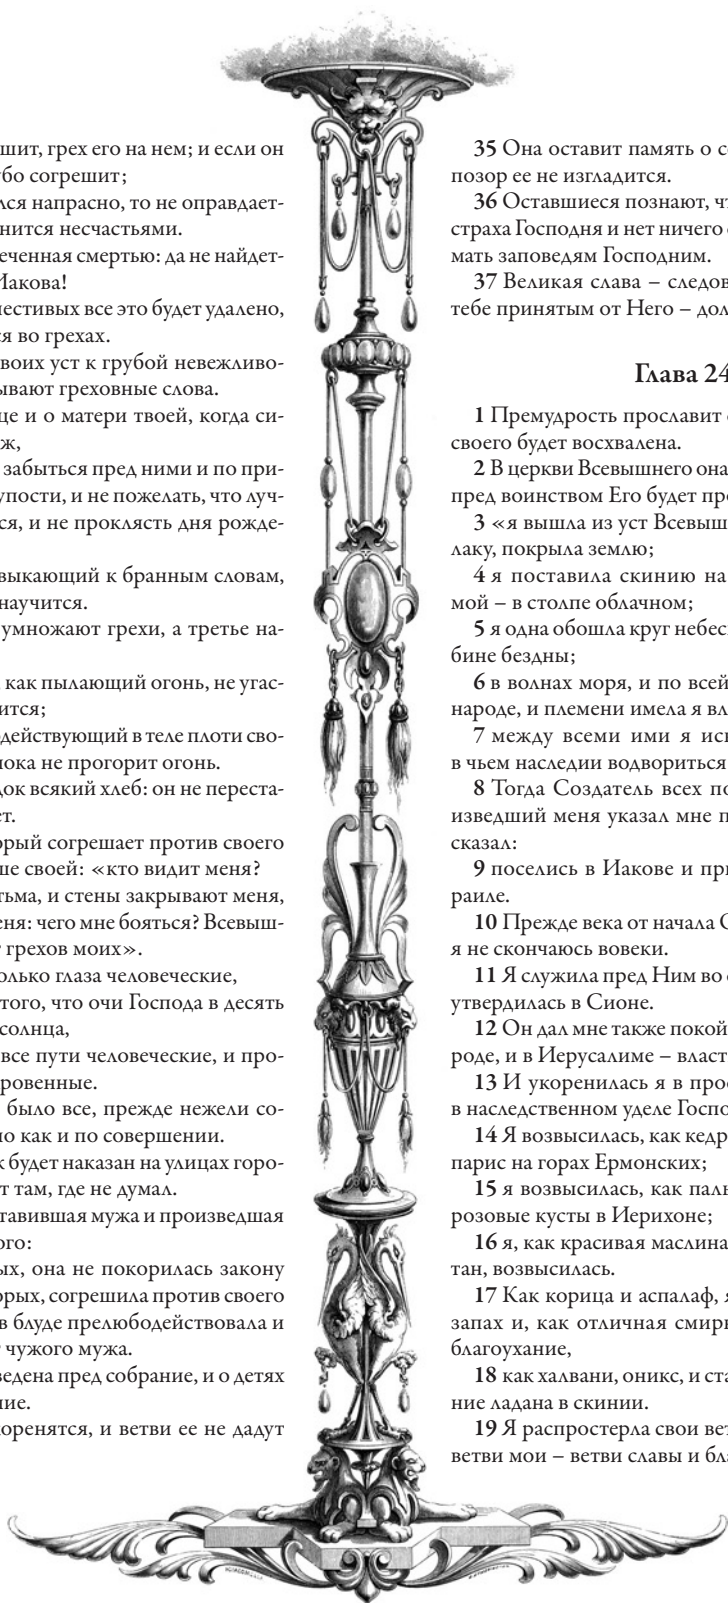 шит, грех его на нем; и если он
бо согрешит;
лся напрасно, то не оправдает-
нится несчастьями.
еченная смертью: да не найдет-
Иакова!
честивых все это будет удалено,
ся во грехах.
воих уст к грубой невежливо-
ывают греховные слова.
це и о матери твоей, когда си-
ж,
забыться пред ними и по при-
упости, и не пожелать, что луч-
ся, и не проклясть дня рожде-
выкающий к бранным словам,
научится.
умножают грехи, а третье на-
как пылающий огонь, не угас-
ится;
действующий в теле плоти сво-
пока не прогорит огонь.
док всякий хлеб: он не переста-
ет.
орый согрешает против своего
ше своей: «кто видит меня?
тьма, и стены закрывают меня,
еня: чего мне бояться? Всевыш-
грехов моих».
олько глаза человеческие,
того, что очи Господа в десять
солнца,
все пути человеческие, и про-
ровенные.
было все, прежде нежели со-
но как и по совершении.
к будет наказан на улицах горо-
т там, где не думал.
тавившая мужа и произведшая
ого:
ых, она не покорилась закону
орых, согрешила против своего
в блуде прелюбодействовала и
чужого мужа.
ведена пред собрание, и о детях
ние.
коренятся, и ветви ее не дадут
35 Она оставит память о с
позор ее не изгладится.
36 Оставшиеся познают, чт
страха Господня и нет ничего
мать заповедям Господним.
37 Великая слава – следов
тебе принятым от Него – дол
Глава 24
1 Премудрость прославит
своего будет восхвалена.
2 В церкви Всевышнего она
пред воинством Его будет про
3 «я вышла из уст Всевыш
лаку, покрыла землю;
4 я поставила скинию на
мой – в столпе облачном;
5 я одна обошла круг небес
бине бездны;
6 в волнах моря, и по всей
народе, и племени имела я вл
7 между всеми ими я ис
в чьем наследии водвориться
8 Тогда Создатель всех по
изведший меня указал мне п
сказал:
9 поселись в Иакове и при
раиле.
10 Прежде века от начала
я не скончаюсь вовеки.
11 Я служила пред Ним во
утвердилась в Сионе.
12 Он дал мне также покой
роде, и в Иерусалиме – власт
13 И укоренилась я в прос
в наследственном уделе Госпо
14 Я возвысилась, как кедр
парис на горах Ермонских;
15 я возвысилась, как паль
розовые кусты в Иерихоне;
16 я, как красивая маслина
тан, возвысилась.
17 Как корица и аспалаф, я
запах и, как отличная смирн
благоухание,
18 как халвани, оникс, и ста
ние ладана в скинии.
19 Я распростерла свои вет
ветви мои – ветви славы и бла